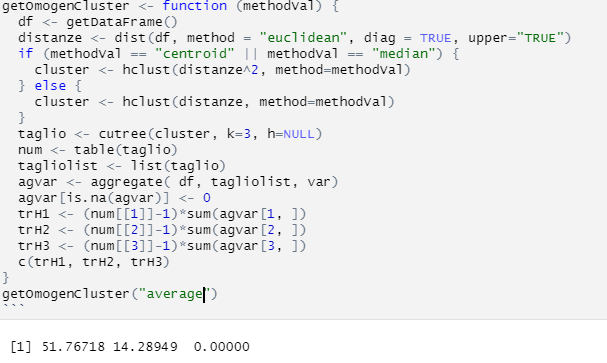 getOmogenCluster <- function (methodVal) {
  df <- getDataFrame()
  distanze <- dist(df, method = "euclidean", diag = TRUE, upper="TRUE")
  if (methodVal == "centroid" || methodVal == "median") {
    cluster <- hclust(distanze^2, method=methodVal)
  } else {
    cluster <- hclust(distanze, method=methodVal)
  }
  taglio <- cutree(cluster, k=3, h=NULL)
  num <- table(taglio)
  tagliolist <- list(taglio)
  agvar <- aggregate( df, tagliolist, var)
  agvar[is.na(agvar)] <- 0
  trH1 <- (num[[1]]-1)*sum(agvar[1, ])
  trH2 <- (num[[2]]-1)*sum(agvar[2, ])
  trH3 <- (num[[3]]-1)*sum(agvar[3, ])
  c(trH1, trH2, trH3)
}
getOmogenCluster("average")
```
[1] 51.76718 14.28949  0.00000